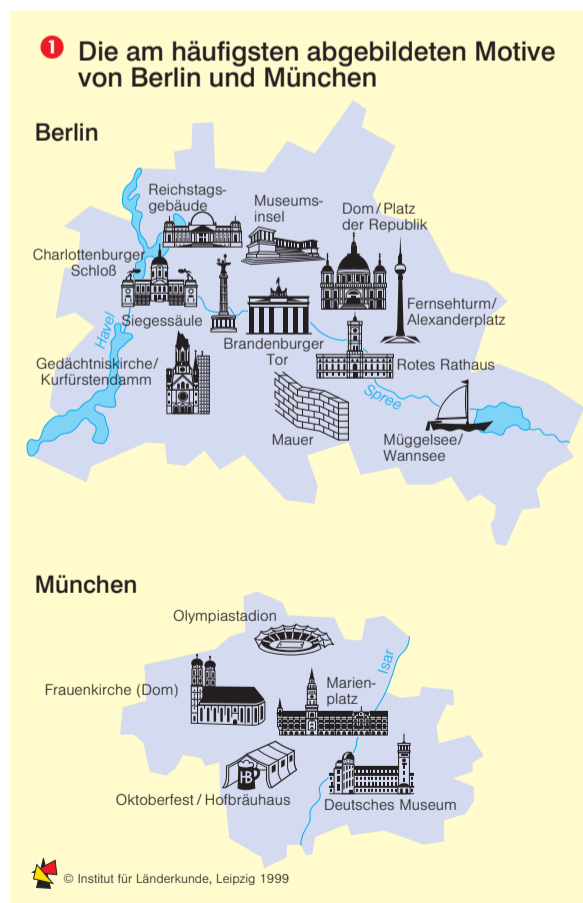 1 Die am häufigsten abgebildeten Motive
von Berlin und München
Berlin
Reichstags-
gebäude
Museums-
insel
Dom/Platz
der Republik
Charlottenburger
Schloß
Fernsehturm/
Alexanderplatz
Havel
Siegessäule
Brandenburger
Tor
Gedächtniskirche/
Kurfürstendamm
Rotes Rathaus
Spree
Mauer
Müggelsee/
Wannsee
München
Olympiastadion
Isar
Frauenkirche (Dom)
Marien-
platz
HB
Oktoberfest/Hofbräuhaus
Deutsches Museum
© Institut für Länderkunde, Leipzig 1999